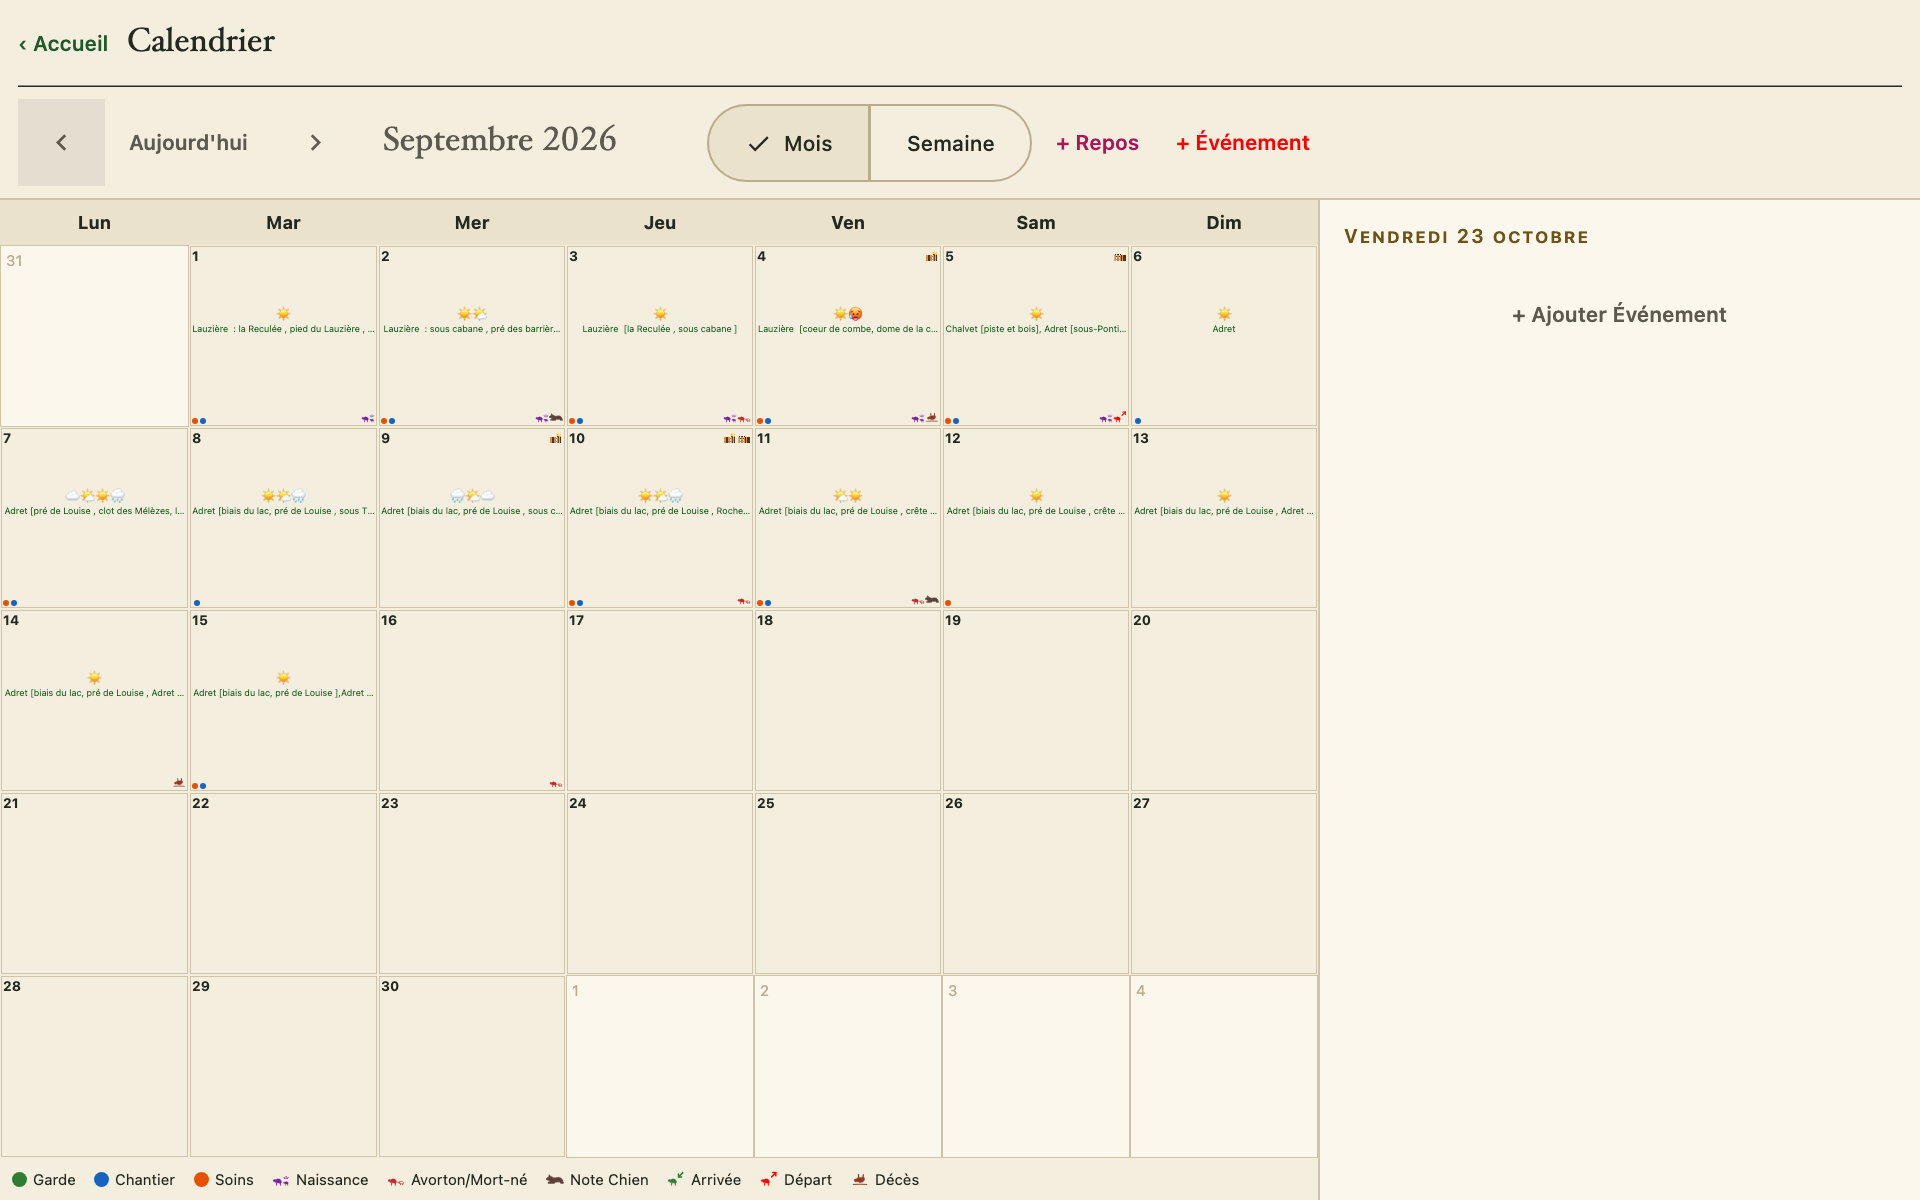 ‹ Accueil Calendrier
Aujourd'hui Septembre 2026 Mois Semaine + Repos + Événement
Lun Mar Mer Jeu Ven Sam Dim
VENDREDI 23 OCTOBRE
+ Ajouter Événement
31 1 2 3 4 5 6
Lauzière : la Reculée , pied du Lauzière , ...
Lauzière : sous cabane , pré des barrièr...
Lauzière [la Reculée , sous cabane ]
Lauzière [coeur de combe, dome de la c...
Chalvet [piste et bois], Adret [sous-Ponti...
Adret
7 8 9 10 11 12 13
Adret [pré de Louise , clot des Mélèzes, l...
Adret [biais du lac, pré de Louise , sous T...
Adret [biais du lac, pré de Louise , sous c...
Adret [biais du lac, pré de Louise , Roche...
Adret [biais du lac, pré de Louise , crête ...
Adret [biais du lac, pré de Louise , crête ...
Adret [biais du lac, pré de Louise , Adret ...
14 15 16 17 18 19 20
Adret [biais du lac, pré de Louise , Adret ...
Adret [biais du lac, pré de Louise ],Adret ...
21 22 23 24 25 26 27
28 29 30 1 2 3 4
Garde Chantier Soins Naissance Avorton/Mort-né Note Chien Arrivée Départ Décès